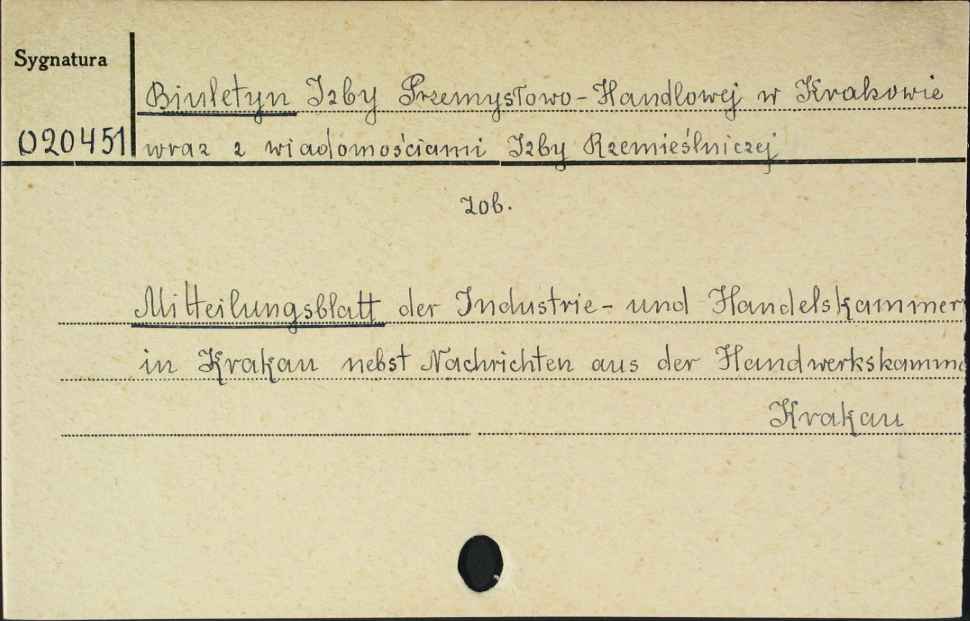 Sygnatura
Biuletyn Izby Przemysłowo-Handlowej w Krakowie
020451 wraz z wiadomościami Izby Rzemieślniczej
zob.
Mitteilungsblatt der Industrie- und Handelskammer
in Krakau nebst Nachrichten aus der Handwerkskamme
Krakau